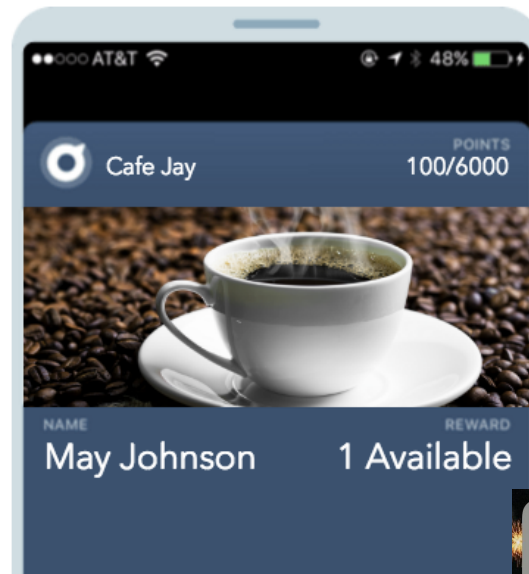 AT&T 48%
POINTS
Cafe Jay 100/6000
NAME REWARD
May Johnson 1 Available